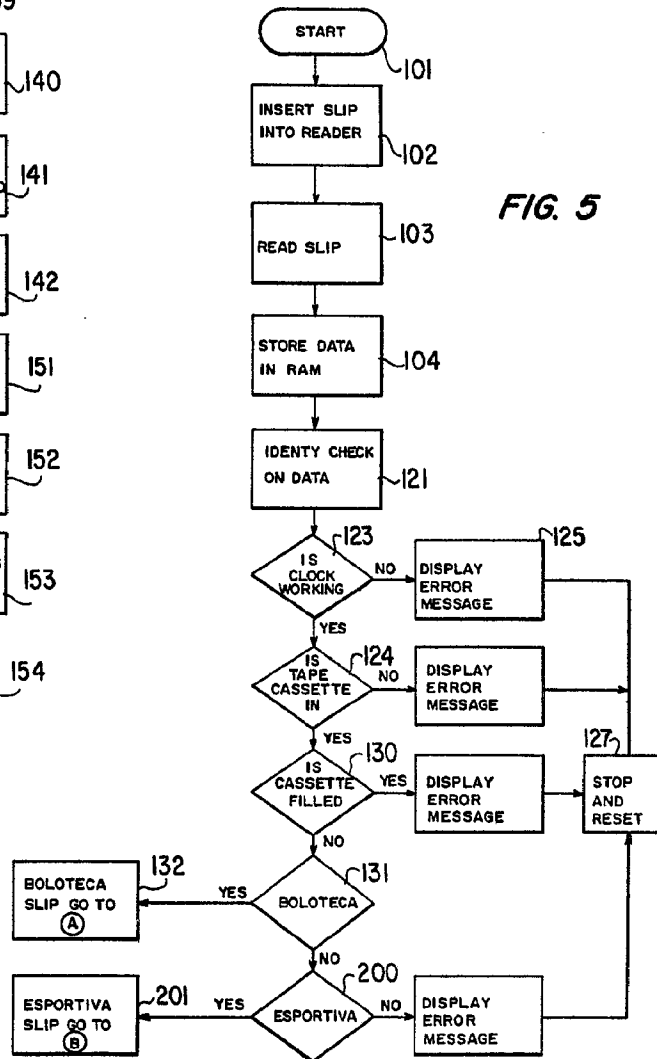 START
101
INSERT SLIP
INTO READER
102
FIG. 5
READ SLIP
103
STORE DATA
IN RAM
104
IDENTY CHECK
ON DATA
121
IS
CLOCK
WORKING
123
NO
DISPLAY
ERROR
MESSAGE
125
YES
IS
TAPE
CASSETTE
IN
124
NO
DISPLAY
ERROR
MESSAGE
YES
IS
CASSETTE
FILLED
130
YES
DISPLAY
ERROR
MESSAGE
127
STOP
AND
RESET
NO
BOLOTECA
131
YES
132
BOLOTECA
SLIP GO TO
A
NO
ESPORTIVA
200
YES
201
ESPORTIVA
SLIP GO TO
B
NO
DISPLAY
ERROR
MESSAGE
140
141
142
151
152
153
154